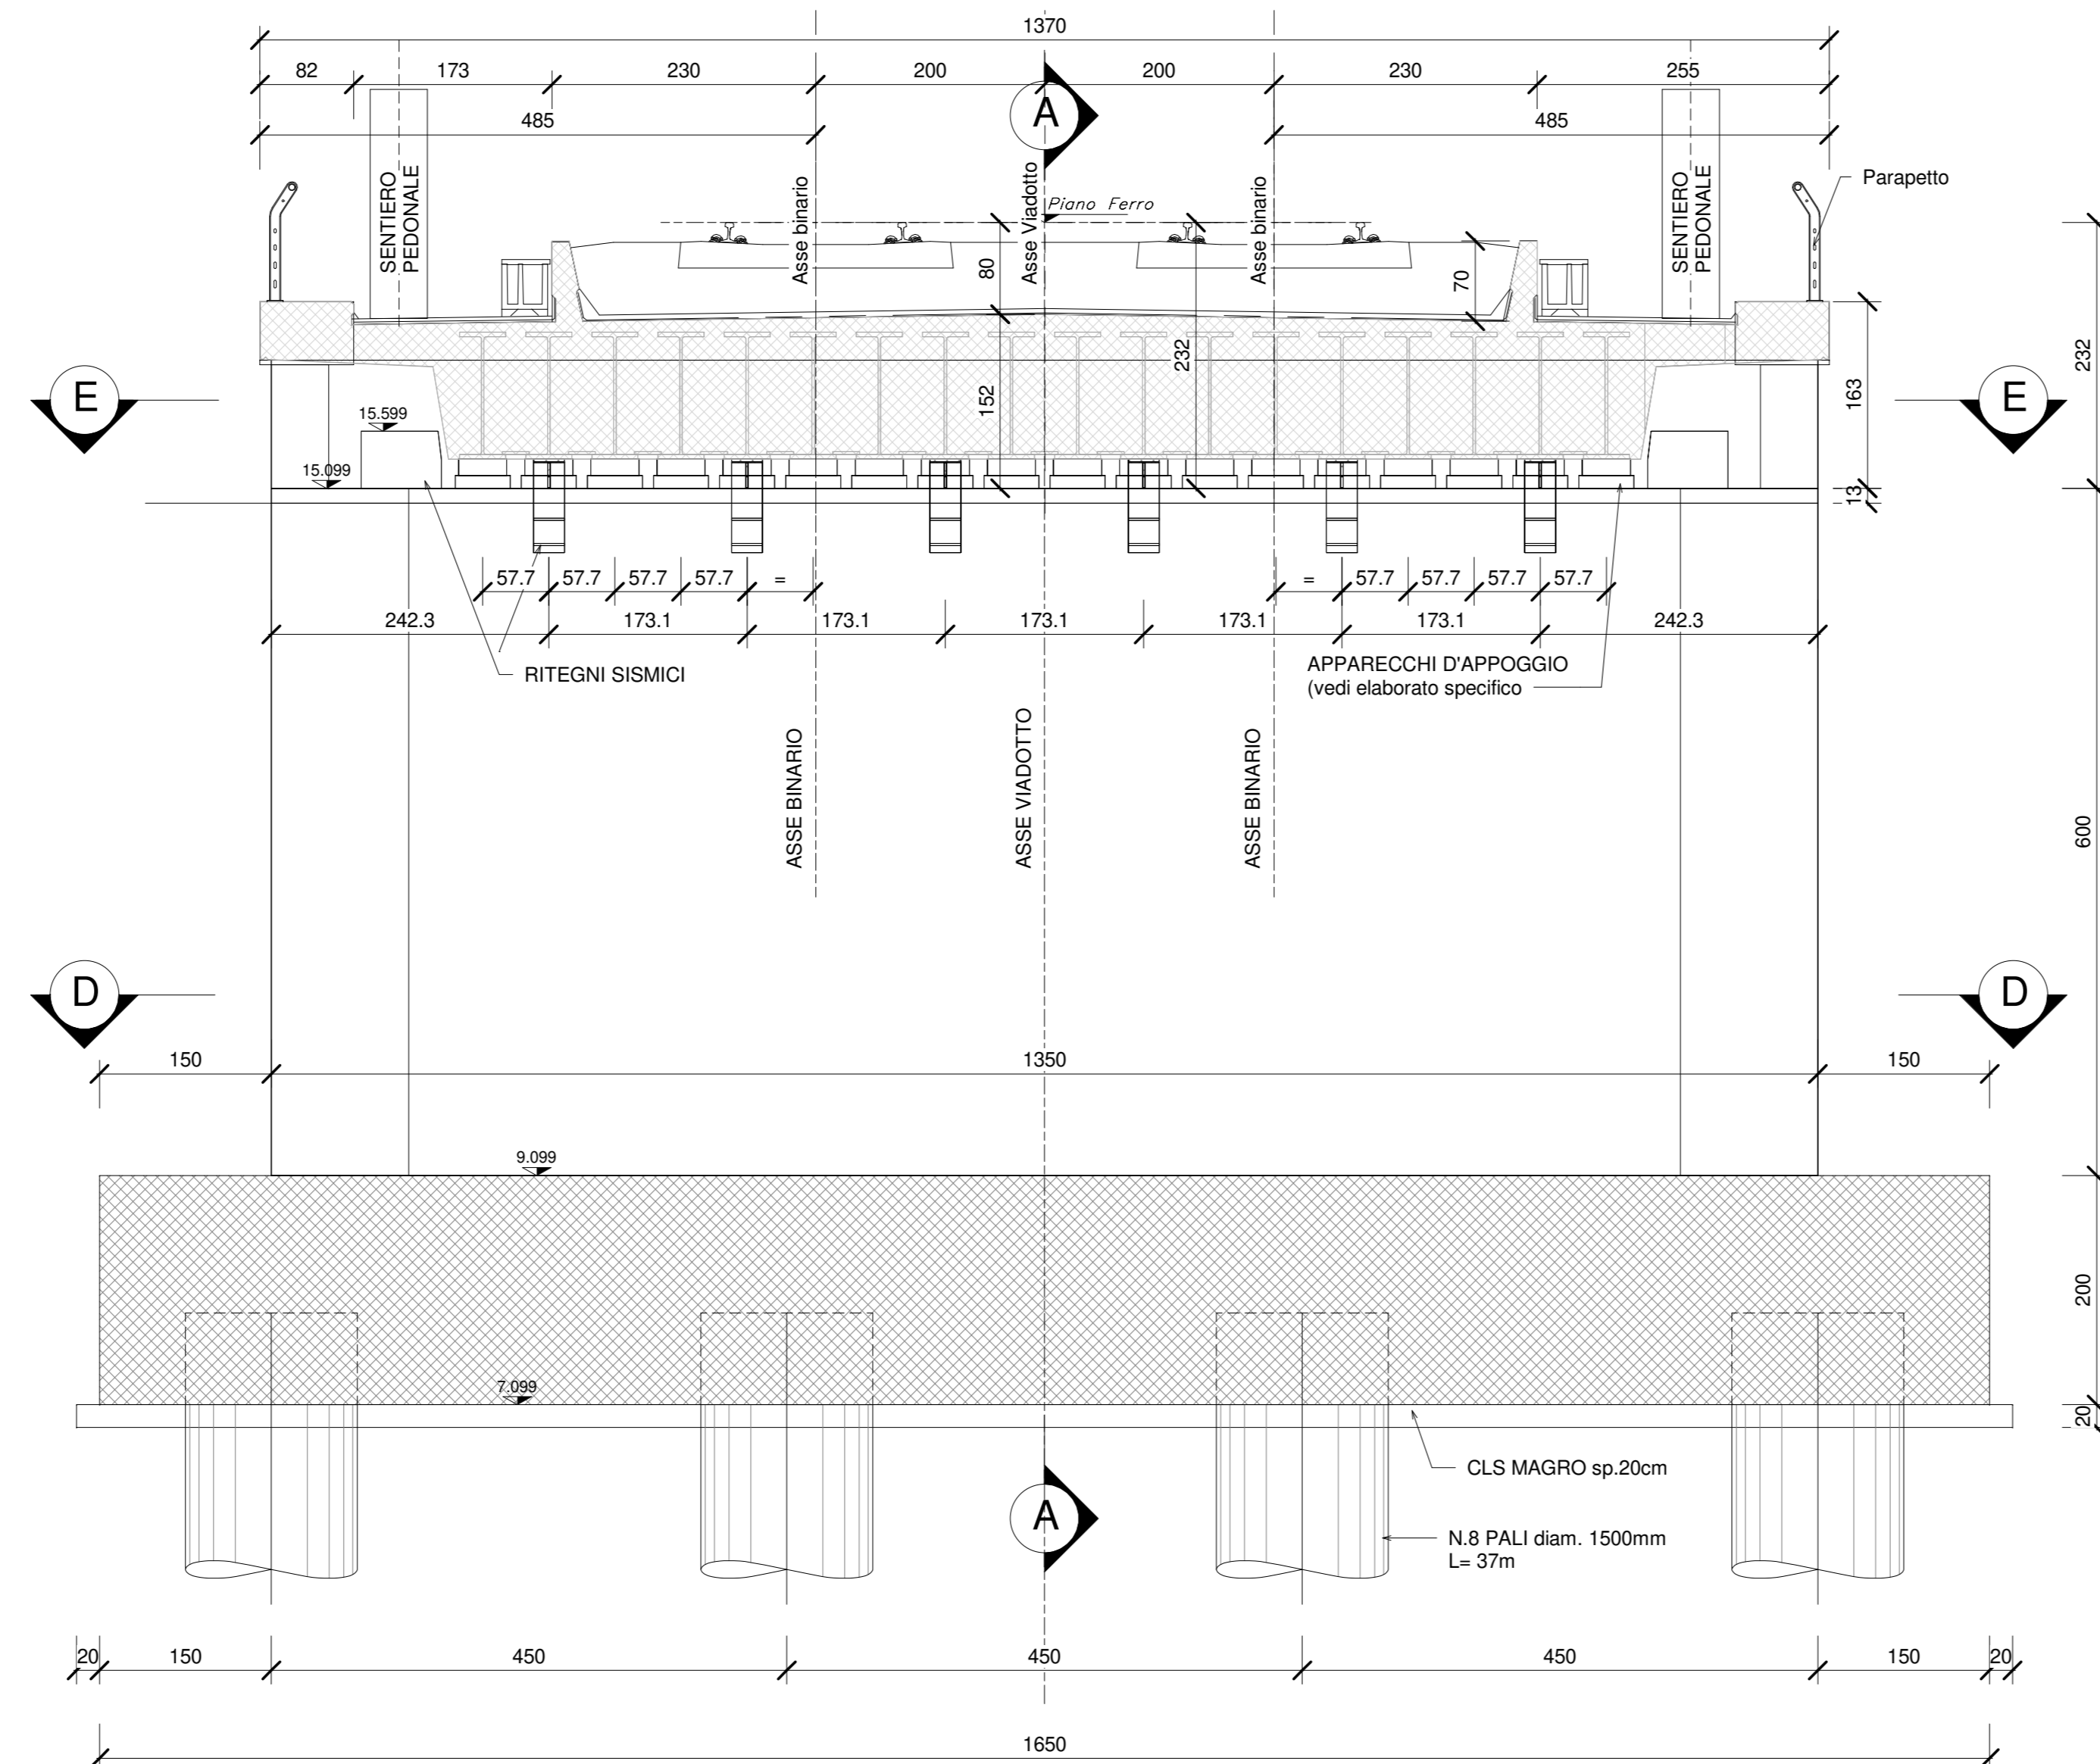 1370
82 173 230 200 200 230 255
A
485 485
SENTIERO
PEDONALE
Asse binario
Asse Viadotto
Piano Ferro
Asse binario
SENTIERO
PEDONALE
Parapetto
80
70
232
152
232
163
13
E
E
15.599
15.099
57.7 57.7 57.7 57.7 =
= 57.7 57.7 57.7 57.7
242.3 173.1 173.1 173.1 173.1 173.1 242.3
RITEGNI SISMICI
APPARECCHI D'APPOGGIO
(vedi elaborato specifico
ASSE BINARIO
ASSE VIADOTTO
ASSE BINARIO
600
D
D
150 1350 150
9.099
200
7.099
20
CLS MAGRO sp.20cm
A
N.8 PALI diam. 1500mm
L= 37m
20 150 450 450 450 150 20
1650